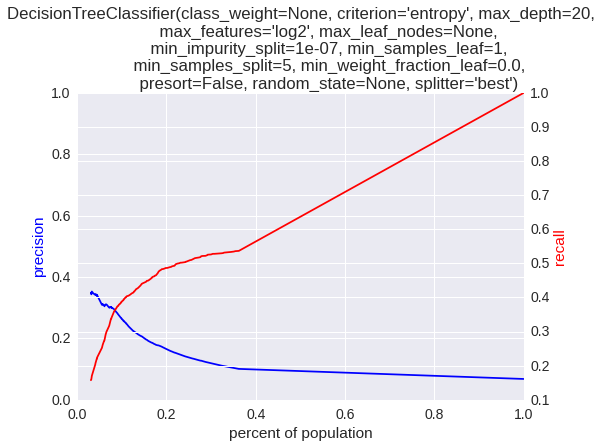 DecisionTreeClassifier(class_weight=None, criterion='entropy', max_depth=20,
max_features='log2', max_leaf_nodes=None,
min_impurity_split=1e-07, min_samples_leaf=1,
min_samples_split=5, min_weight_fraction_leaf=0.0,
presort=False, random_state=None, splitter='best')
1.0
0.8
0.6
0.4
0.2
0.0
precision
1.0
0.9
0.8
0.7
0.6
0.5
0.4
0.3
0.2
0.1
recall
0.0 0.2 0.4 0.6 0.8 1.0
percent of population